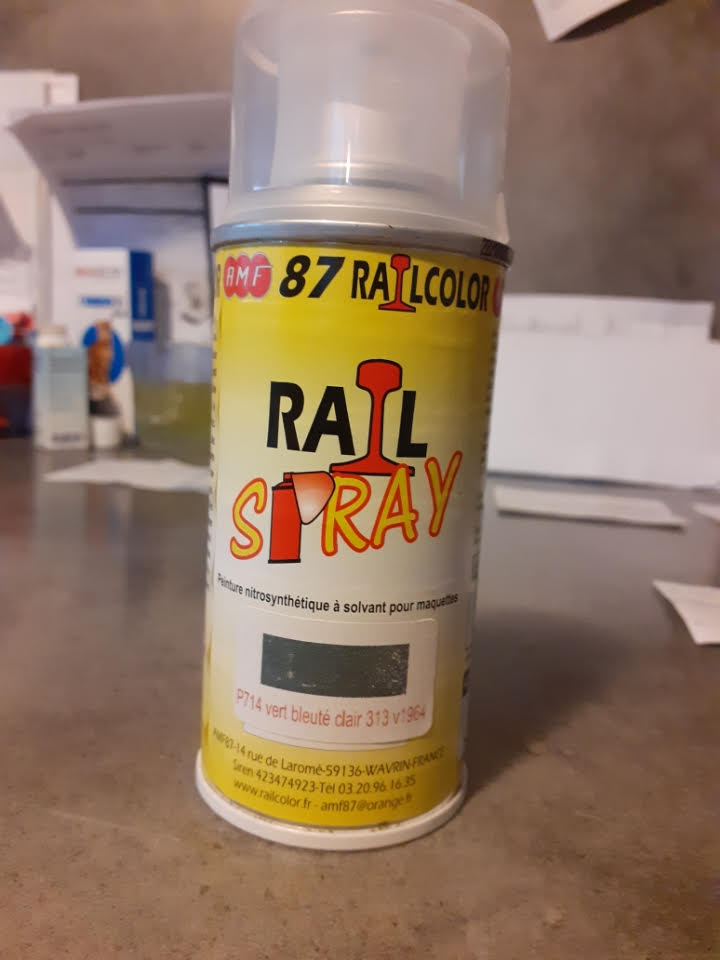 AMF 87 RAILCOLOR
RAIL
SPRAY
Peinture nitrosynthétique à solvant pour maquettes
P714 vert bleuté clair 313 v1964
AMF87-14 rue de Laromé-59136-WAVRIN-FRANCE
Siren 423474923-Tél 03.20.96.16.35
www.railcolor.fr - amf87@orange.fr